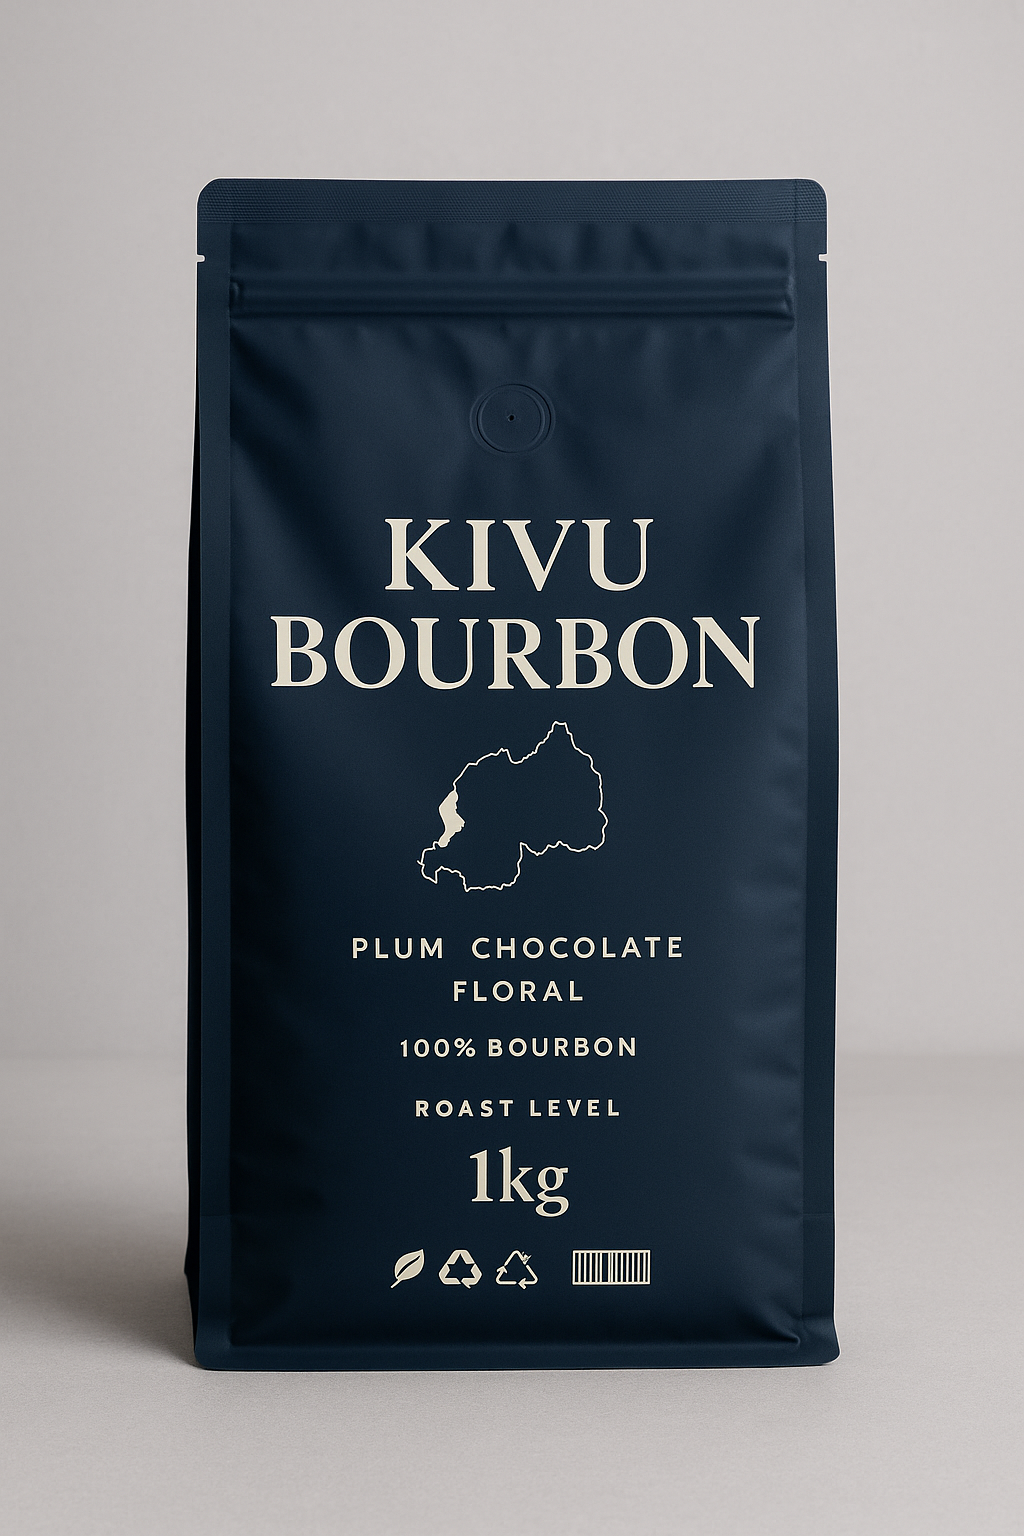 KIVU
BOURBON
PLUM CHOCOLATE
FLORAL
100% BOURBON
ROAST LEVEL
1kg